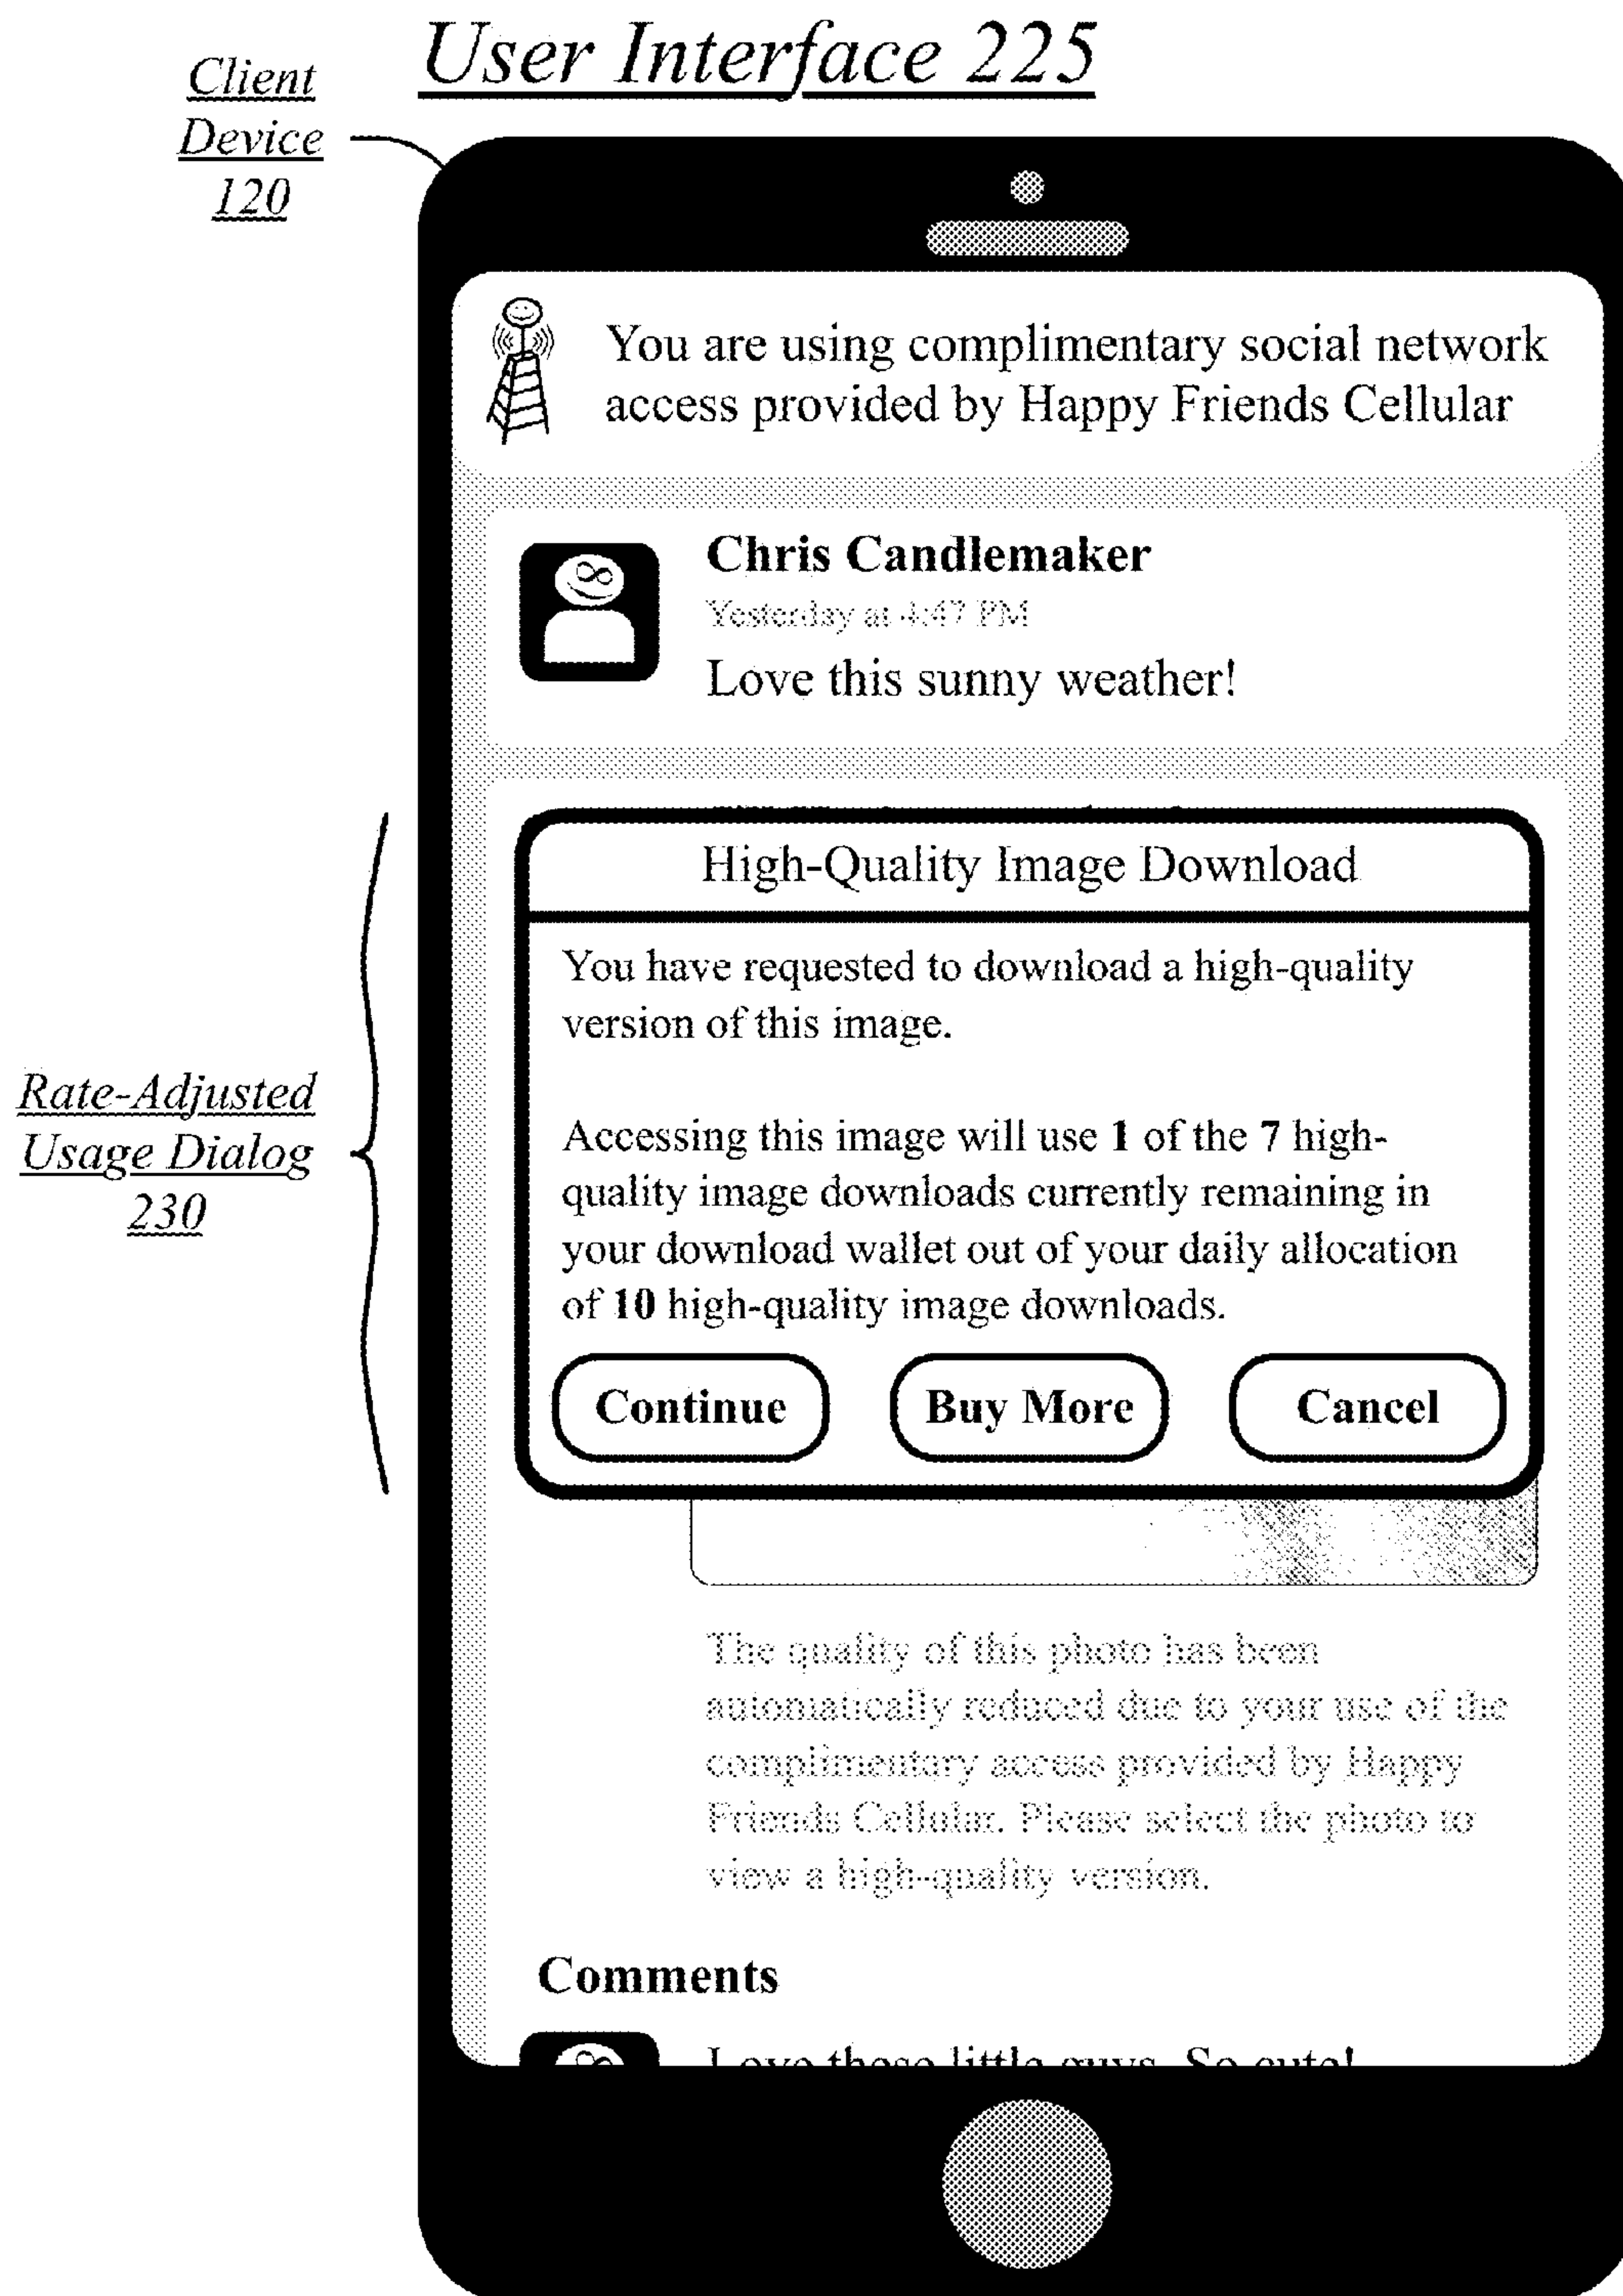 User Interface 225
Client
Device
120
You are using complimentary social network
access provided by Happy Friends Cellular
Chris Candlemaker
Yesterday at 4:47 PM
Love this sunny weather!
Rate-Adjusted
Usage Dialog
230
High-Quality Image Download
You have requested to download a high-quality
version of this image.
Accessing this image will use 1 of the 7 high-
quality image downloads currently remaining in
your download wallet out of your daily allocation
of 10 high-quality image downloads.
Continue
Buy More
Cancel
The quality of this photo has been
automatically reduced due to your use of the
complimentary access provided by Happy
Friends Cellular. Please select the photo to
view a high-quality version.
Comments
Love these little guys. So cute!